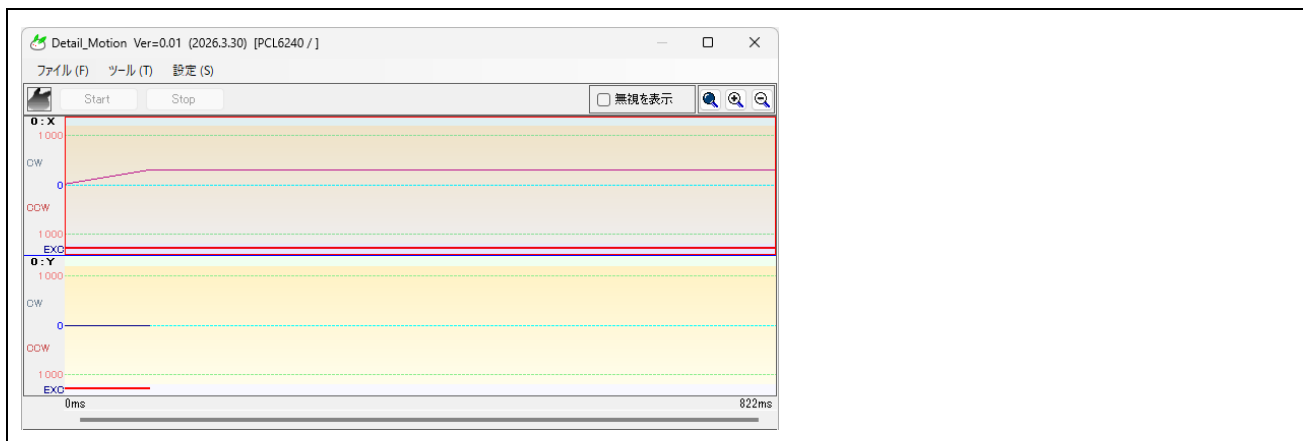 Detail_Motion Ver=0.01 (2026.3.30) [PCL6240 / ]
ファイル (F) ツール (T) 設定 (S)
Start Stop 無視を表示
0 : X
1000
CW
0
CCW
1000
EXC
0 : Y
1000
CW
0
CCW
1000
EXC
0ms 822ms